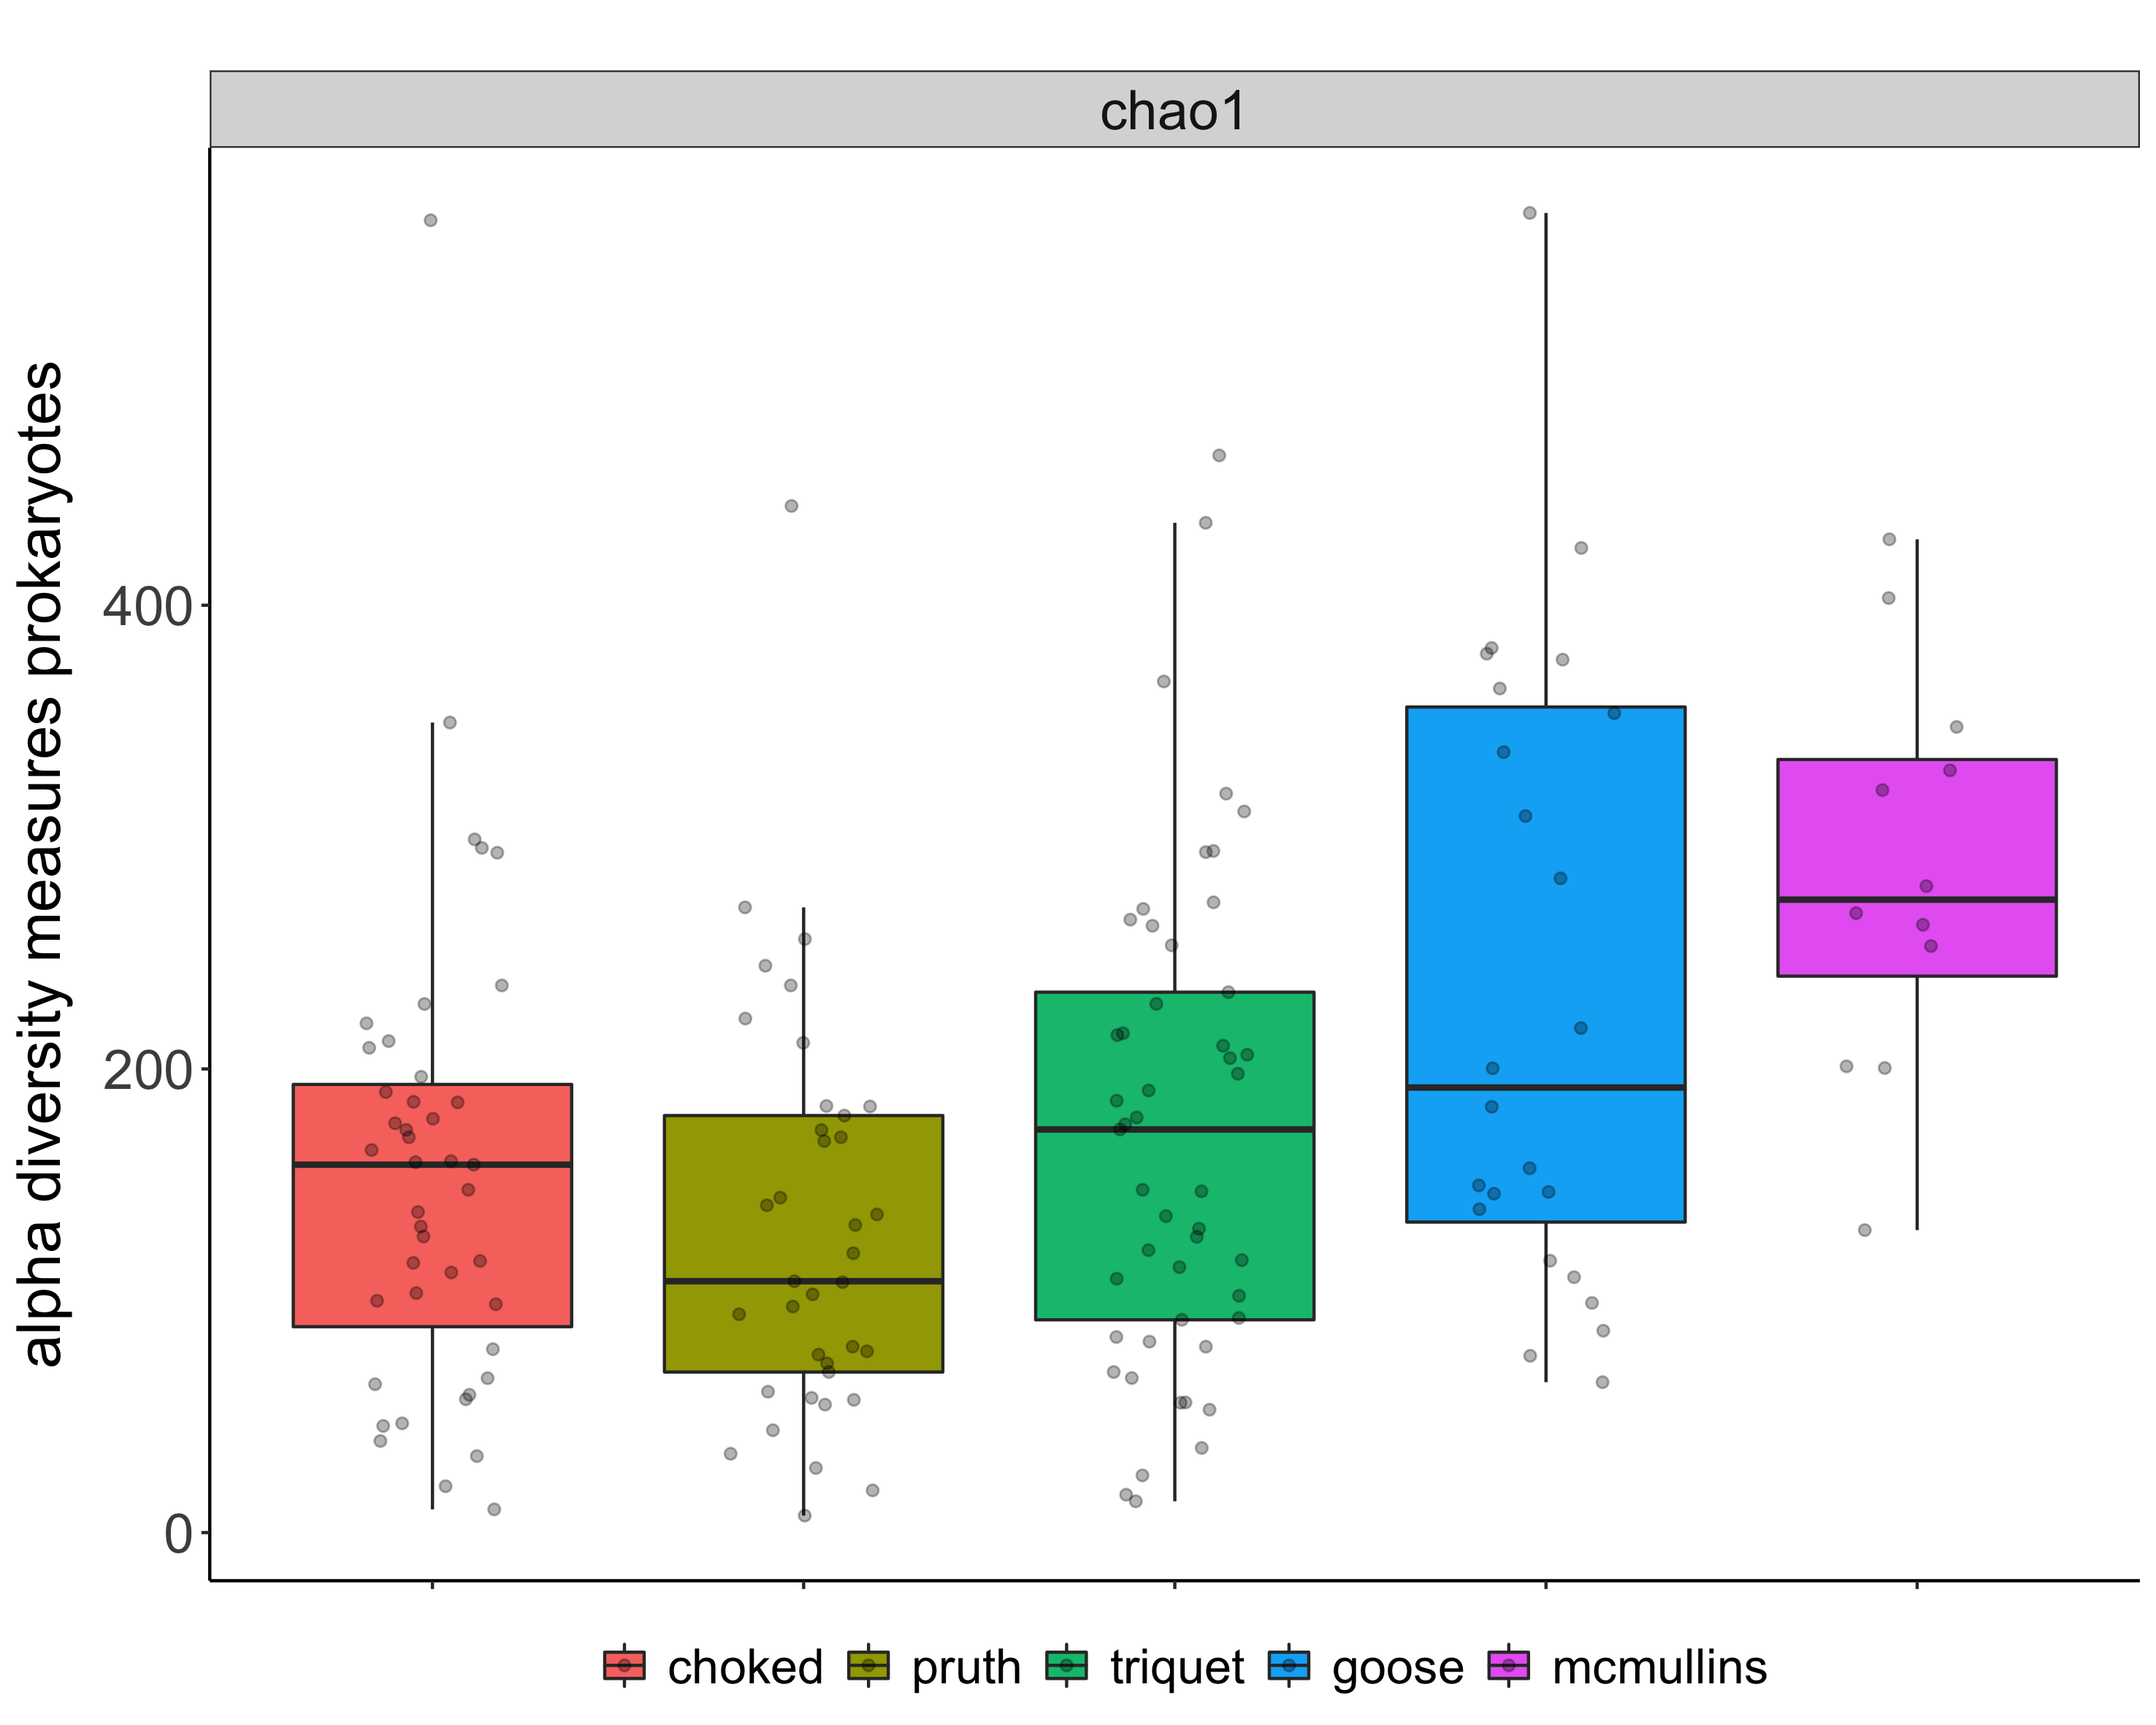 chao1
alpha diversity measures prokaryotes
400
200
0
choked pruth triquet goose mcmullins